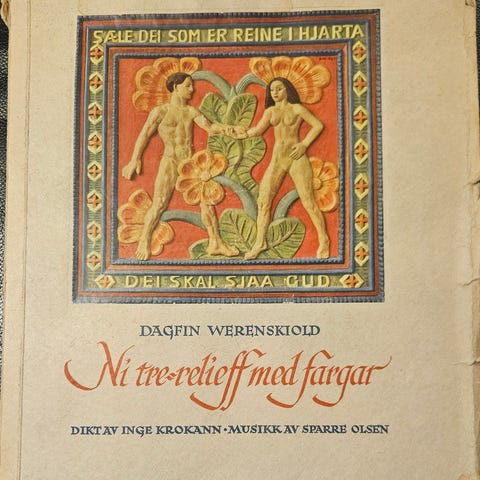 SÆLE DEI SOM ER REINE I HJARTA
DEI SKAL SJAA GUD
DAGFIN WERENSKIOLD
Ni tre-relieff med fargar
DIKT AV INGE KROKANN • MUSIKK AV SPARRE OLSEN